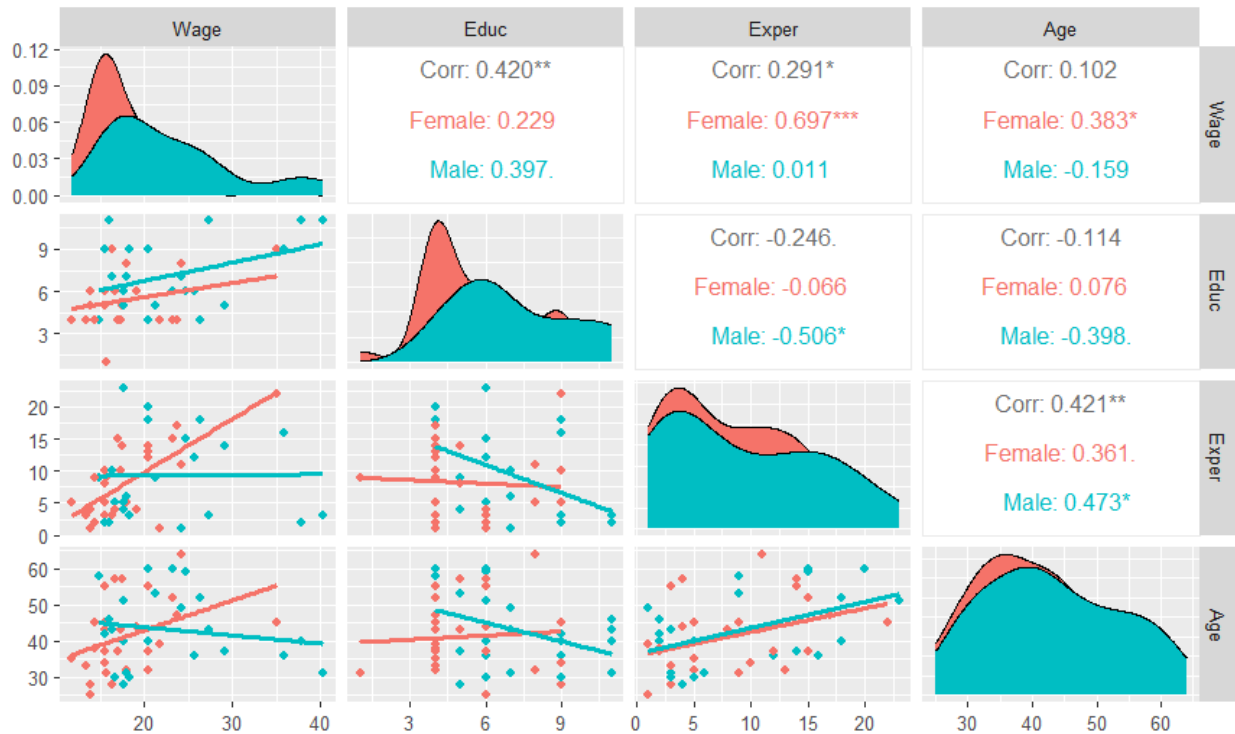 Wage Educ Exper Age
0.12
0.09
0.06
0.03
0.00
Corr: 0.420**
Female: 0.229
Male: 0.397.
Corr: 0.291*
Female: 0.697***
Male: 0.011
Corr: 0.102
Female: 0.383*
Male: -0.159
Wage
9
6
3
Corr: -0.246.
Female: -0.066
Male: -0.506*
Corr: -0.114
Female: 0.076
Male: -0.398.
Educ
20
15
10
5
0
Corr: 0.421**
Female: 0.361.
Male: 0.473*
Exper
60
50
40
30
Age
20 30 40 3 6 9 0 5 10 15 20 30 40 50 60